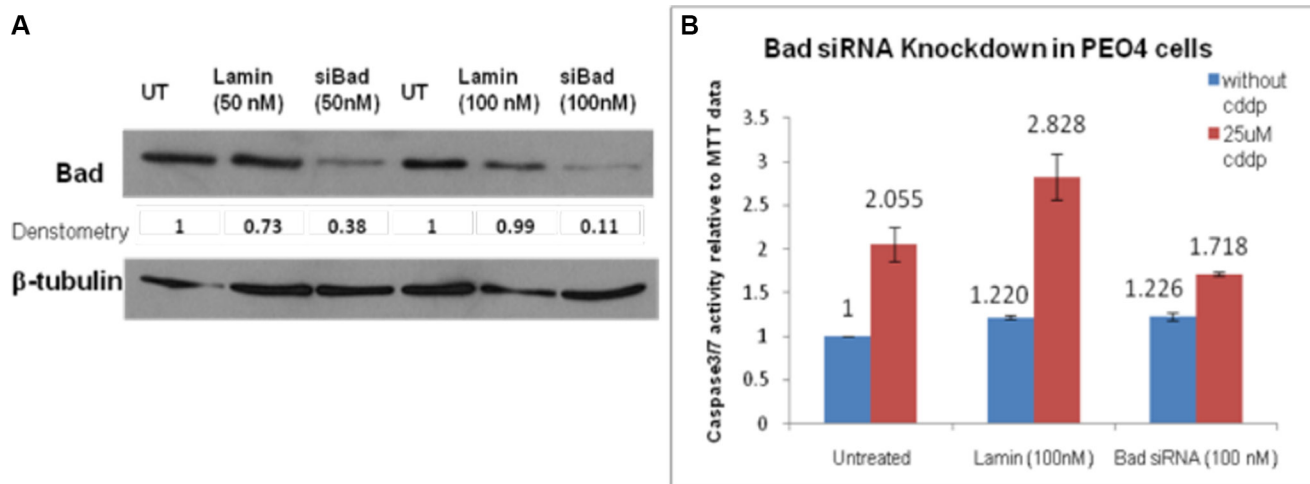 A
UT
Lamin
(50 nM)
siBad
(50nM)
UT
Lamin
(100 nM)
siBad
(100nM)
Bad
Denstometry 1 0.73 0.38 1 0.99 0.11
β-tubulin
B
Bad siRNA Knockdown in PEO4 cells
without
cddp
25uM
cddp
Caspase3/7 activity relative to MTT data
3.5
3
2.5
2
1.5
1
0.5
0
1
2.055
1.220
2.828
1.226
1.718
Untreated
Lamin (100nM)
Bad siRNA (100 nM)